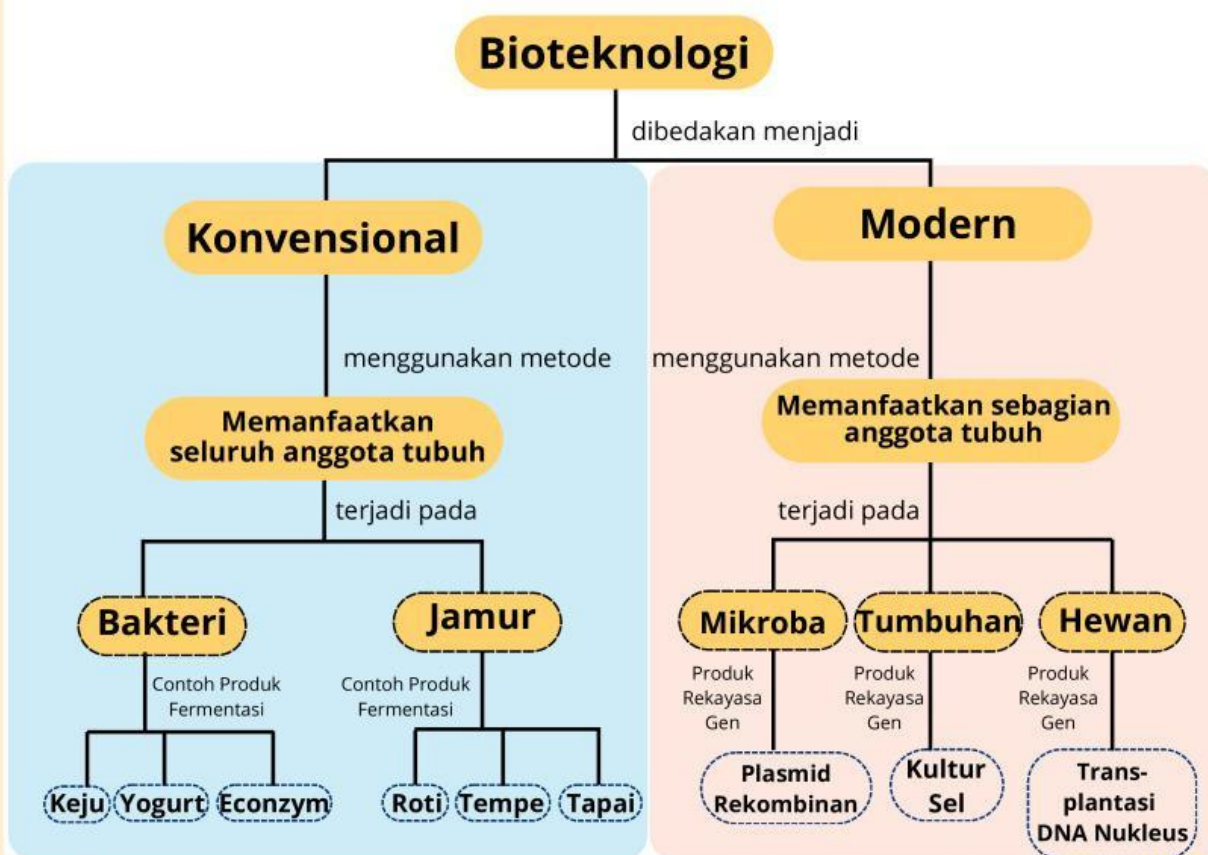 Bioteknologi
dibedakan menjadi
Konvensional
Modern
menggunakan metode
menggunakan metode
Memanfaatkan
seluruh anggota tubuh
Memanfaatkan sebagian
anggota tubuh
terjadi pada
terjadi pada
Bakteri
Jamur
Mikroba
Tumbuhan
Hewan
Contoh Produk
Fermentasi
Contoh Produk
Fermentasi
Produk
Rekayasa
Gen
Produk
Rekayasa
Gen
Produk
Rekayasa
Gen
Keju
Yogurt
Econzym
Roti
Tempe
Tapai
Plasmid
Rekombinan
Kultur
Sel
Trans-
plantasi
DNA Nukleus